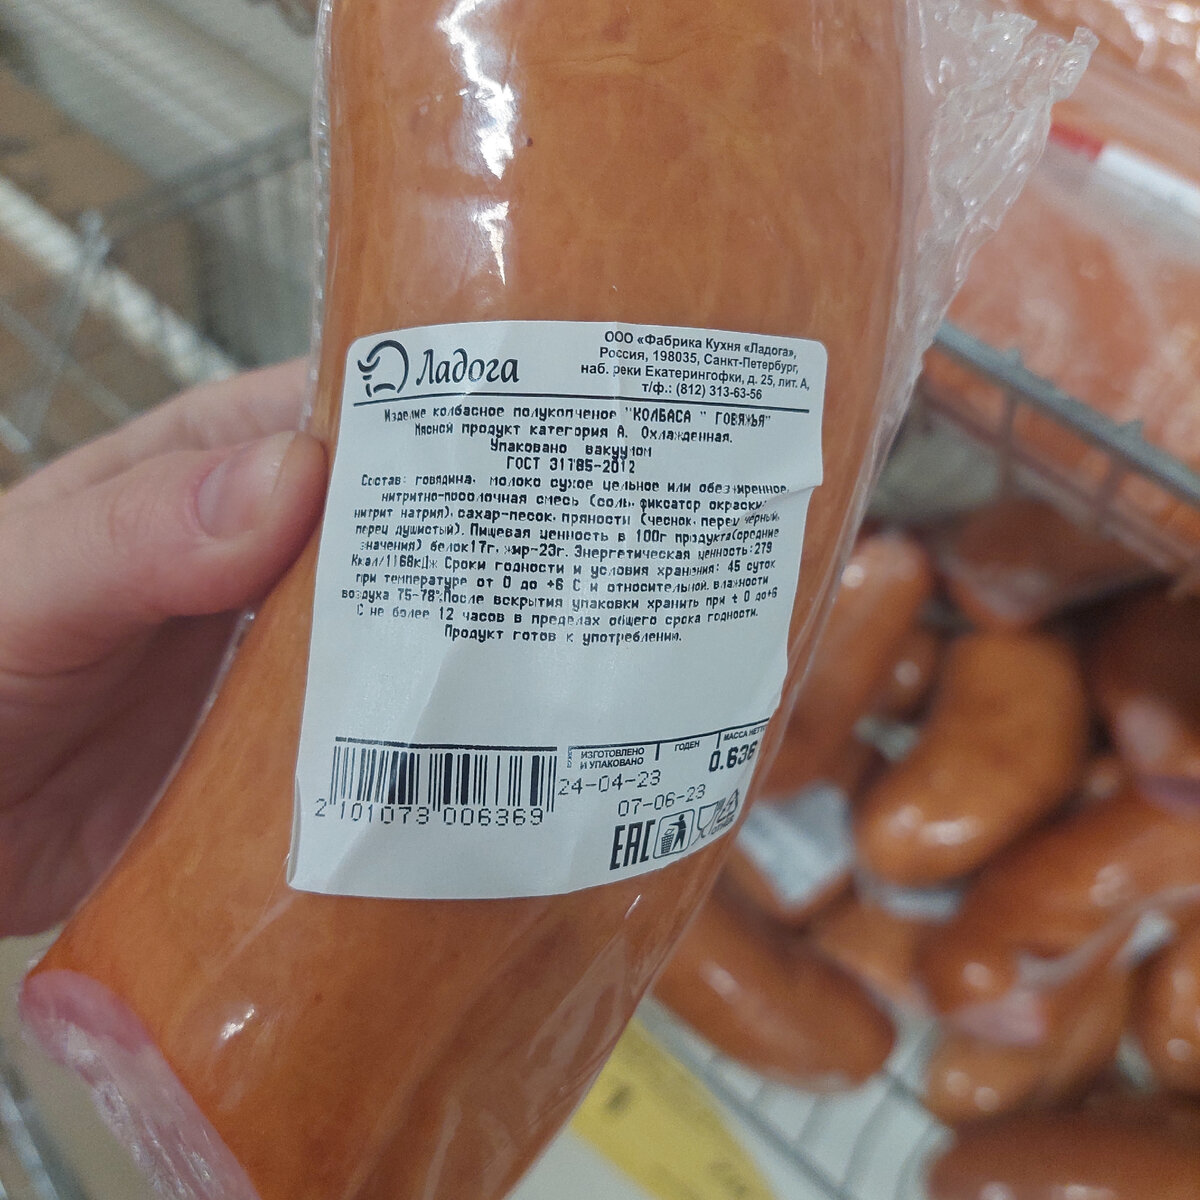 Ладога
ООО «Фабрика Кухня «Ладога»,
Россия, 198035, Санкт-Петербург,
наб. реки Екатерингофки, д. 25, лит. А,
т/ф.: (812) 313-63-56
Изделие колбасное полукопченое "КОЛБАСА " ГОВЯЖЬЯ"
Мясной продукт категория А. Охлажденная.
Упаковано вакуумом
ГОСТ 31785-2012
Состав: говядина, молоко сухое цельное или обезжиренное,
нитритно-посолочная смесь (соль, фиксатор окраски:
нитрит натрия), сахар-песок, пряности (чеснок, перец черный,
перец душистый). Пищевая ценность в 100г продукта(средние
значения) белок17г, жир-23г. Энергетическая ценность:279
Ккал/1168кДж Сроки годности и условия хранения: 45 суток
при температуре от 0 до +6 С и относительной. влажности
воздуха 75-78%После вскрытия упаковки хранить при t 0 до+6
С не более 12 часов в пределах общего срока годности.
Продукт готов к употреблению.
ИЗГОТОВЛЕНО
И УПАКОВАНО
ГОДЕН
МАССА НЕТТО
0.636
24-04-23
07-06-23
2 101073 006369
ЕАС